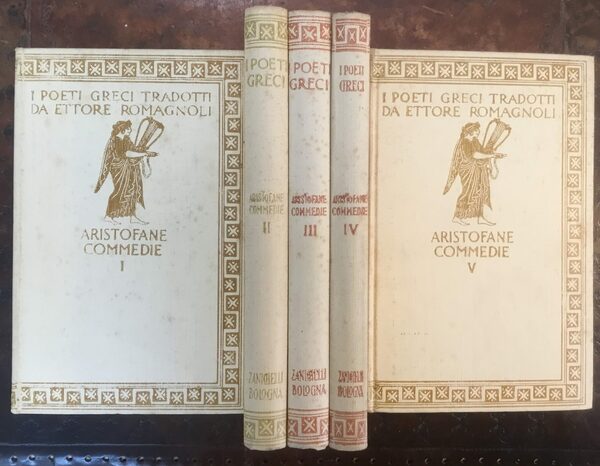 I POETI GRECI TRADOTTI
DA ETTORE ROMAGNOLI
ARISTOFANE
COMMEDIE
I
I POETI
GRECI
ARISTOFANE
COMMEDIE
II
ZANICHELLI
BOLOGNA
I POETI
GRECI
ARISTOFANE
COMMEDIE
III
ZANICHELLI
BOLOGNA
I POETI
GRECI
ARISTOFANE
COMMEDIE
IV
ZANICHELLI
BOLOGNA
I POETI GRECI TRADOTTI
DA ETTORE ROMAGNOLI
ARISTOFANE
COMMEDIE
V